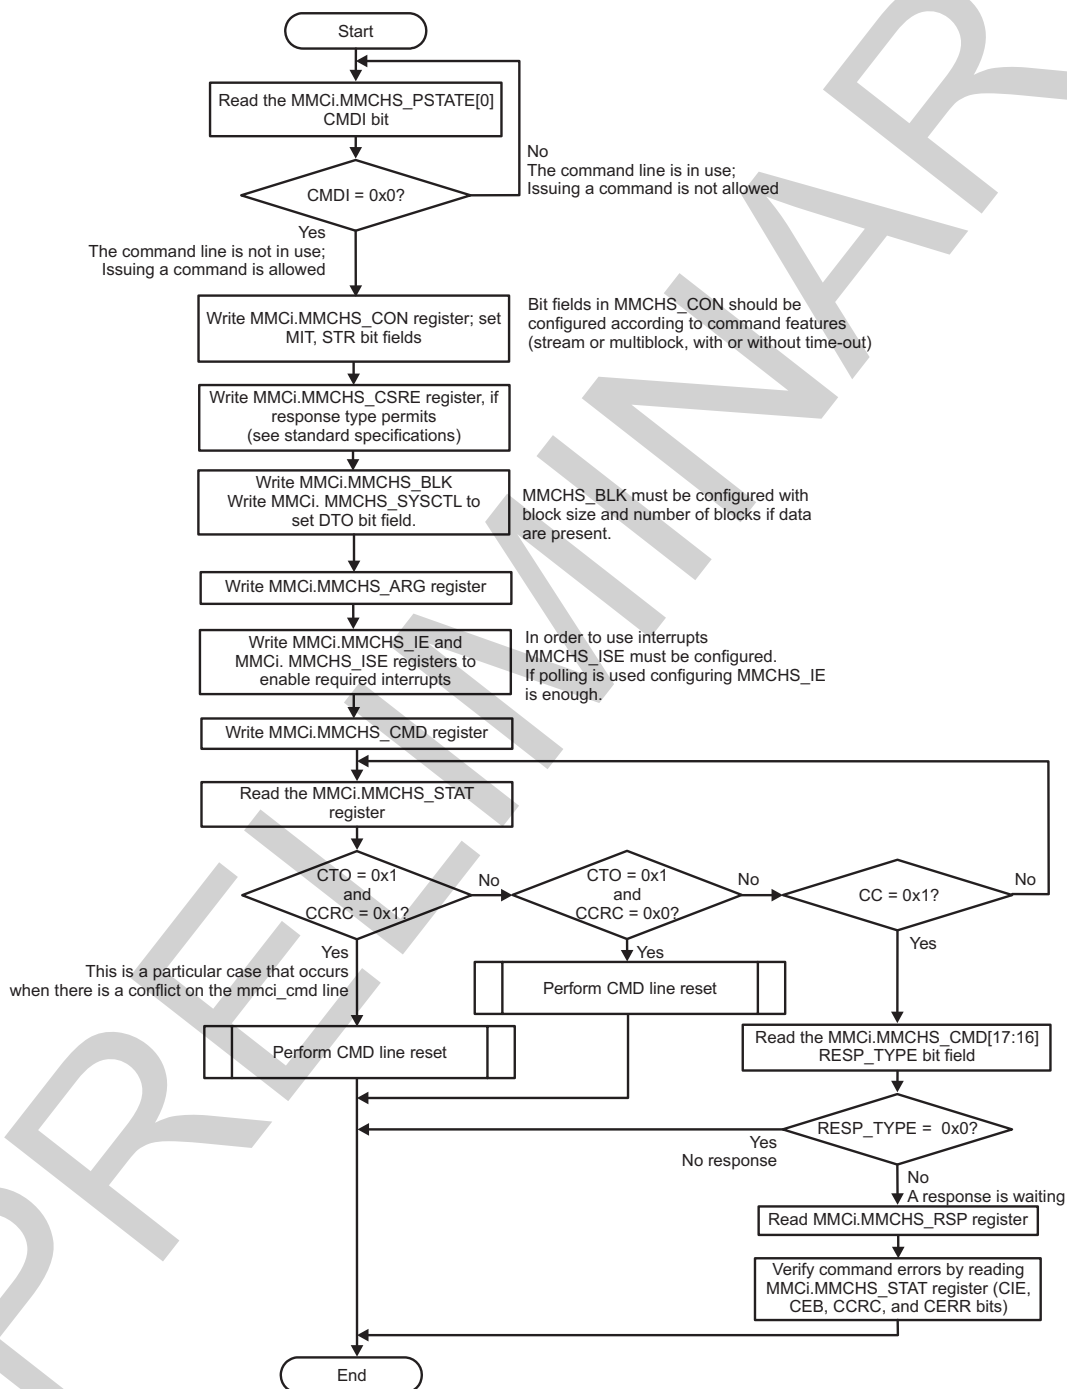 Start
Read the MMCi.MMCHS_PSTATE[0]
CMDI bit
No
The command line is in use;
Issuing a command is not allowed
CMDI = 0x0?
Yes
The command line is not in use;
Issuing a command is allowed
Write MMCi.MMCHS_CON register; set
MIT, STR bit fields
Bit fields in MMCHS_CON should be
configured according to command features
(stream or multiblock, with or without time-out)
Write MMCi.MMCHS_CSRE register, if
response type permits
(see standard specifications)
Write MMCi.MMCHS_BLK
Write MMCi. MMCHS_SYSCTL to
set DTO bit field.
MMCHS_BLK must be configured with
block size and number of blocks if data
are present.
Write MMCi.MMCHS_ARG register
Write MMCi.MMCHS_IE and
MMCi. MMCHS_ISE registers to
enable required interrupts
In order to use interrupts
MMCHS_ISE must be configured.
If polling is used configuring MMCHS_IE
is enough.
Write MMCi.MMCHS_CMD register
Read the MMCi.MMCHS_STAT
register
CTO = 0x1
and
CCRC = 0x1?
No
CTO = 0x1
and
CCRC = 0x0?
No
CC = 0x1?
No
Yes
This is a particular case that occurs
when there is a conflict on the mmci_cmd line
Yes
Yes
Perform CMD line reset
Perform CMD line reset
Read the MMCi.MMCHS_CMD[17:16]
RESP_TYPE bit field
RESP_TYPE = 0x0?
Yes
No response
No
A response is waiting
Read MMCi.MMCHS_RSP register
Verify command errors by reading
MMCi.MMCHS_STAT register (CIE,
CEB, CCRC, and CERR bits)
End
PRELIMINAR